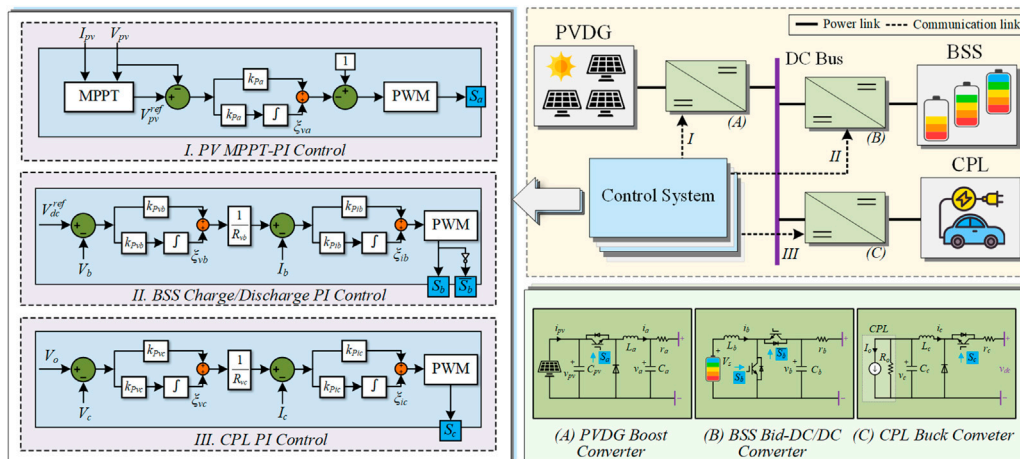 I_pv V_pv
k_Pa
1
MPPT
PWM
S_a
V_pv^ref
k_Pa ∫
ξ_va
I. PV MPPT-PI Control
V_dc^ref
k_Pvb
1/R_vb
k_Pib
PWM
k_Pvb ∫
k_Pib ∫
V_b
ξ_vb
I_b
ξ_ib
S_b S_b
II. BSS Charge/Discharge PI Control
V_o
k_Pvc
1/R_vc
k_Pic
PWM
k_Pvc ∫
k_Pic ∫
V_c
ξ_vc
I_c
ξ_ic
S_c
III. CPL PI Control
Power link
Communication link
PVDG
DC Bus
BSS
(A)
(B)
I
II
CPL
Control System
III
(C)
i_pv
S_a
L_a
i_a
r_a
v_pv
C_pv
v_a
C_a
(A) PVDG Boost
Converter
i_b
L_b
V_s
S_b
S_b
r_b
v_b
C_b
(B) BSS Bid-DC/DC
Converter
CPL
I_o
R_o
v_c
C_c
L_c
i_c
S_c
r_c
v_dc
(C) CPL Buck Conveter